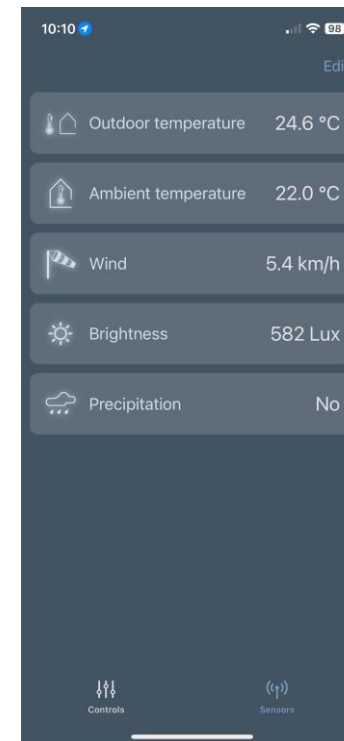 10:10
98
Edi
Outdoor temperature 24.6 °C
Ambient temperature 22.0 °C
Wind 5.4 km/h
Brightness 582 Lux
Precipitation No
Controls Sensors